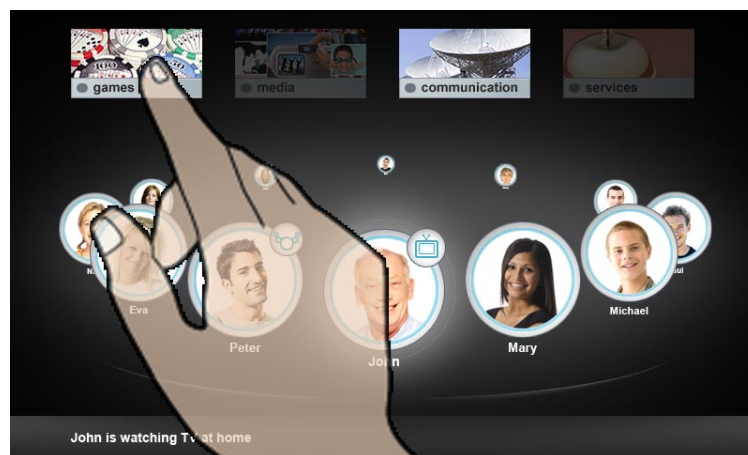 games
media
communication
services
Eva
Peter
John
Mary
Michael
John is watching TV at home